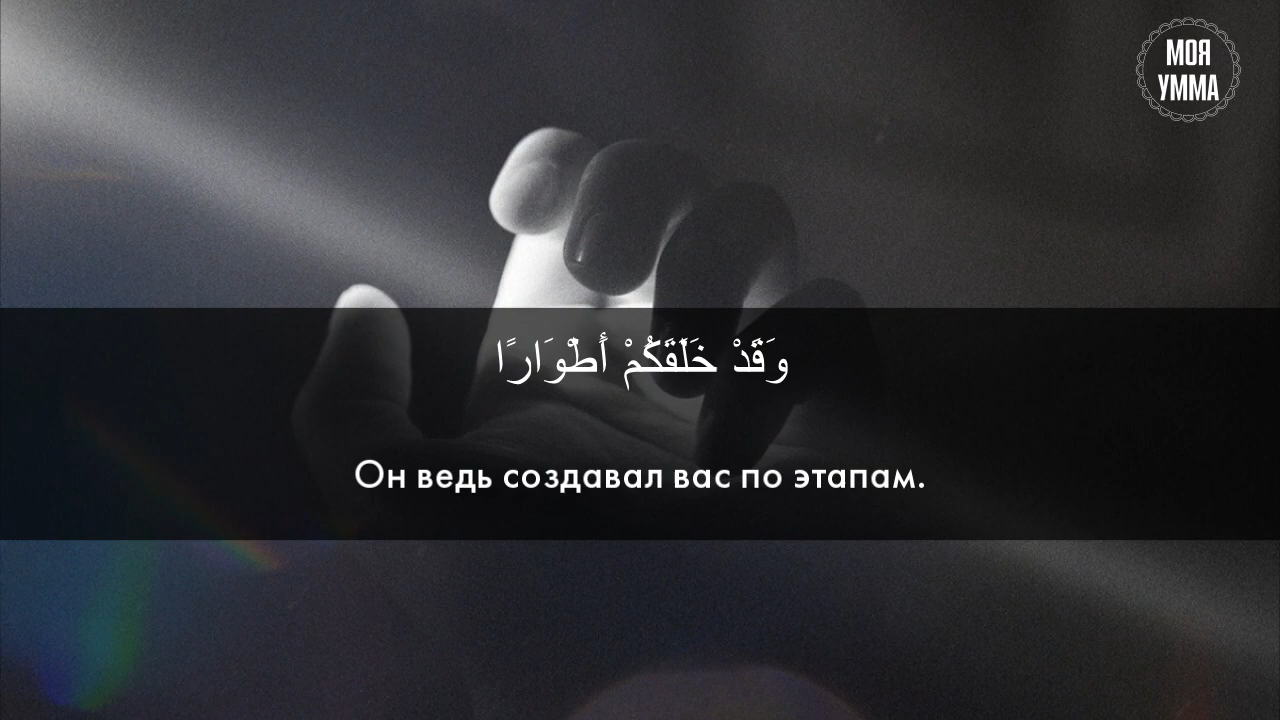 МОЯ
УММА
وَقَدْ خَلَقَكُمْ أَطْوَارًا
Он ведь создавал вас по этапам.